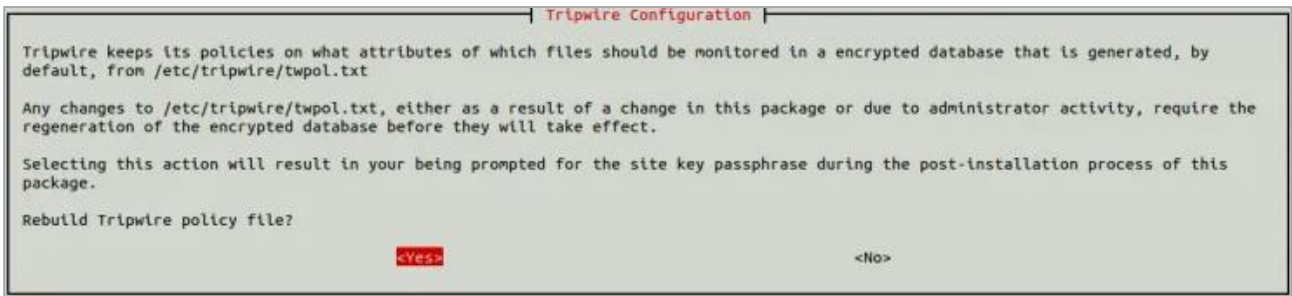 Tripwire Configuration
Tripwire keeps its policies on what attributes of which files should be monitored in a encrypted database that is generated, by
default, from /etc/tripwire/twpol.txt
Any changes to /etc/tripwire/twpol.txt, either as a result of a change in this package or due to administrator activity, require the
regeneration of the encrypted database before they will take effect.
Selecting this action will result in your being prompted for the site key passphrase during the post-installation process of this
package.
Rebuild Tripwire policy file?
<Yes> <No>